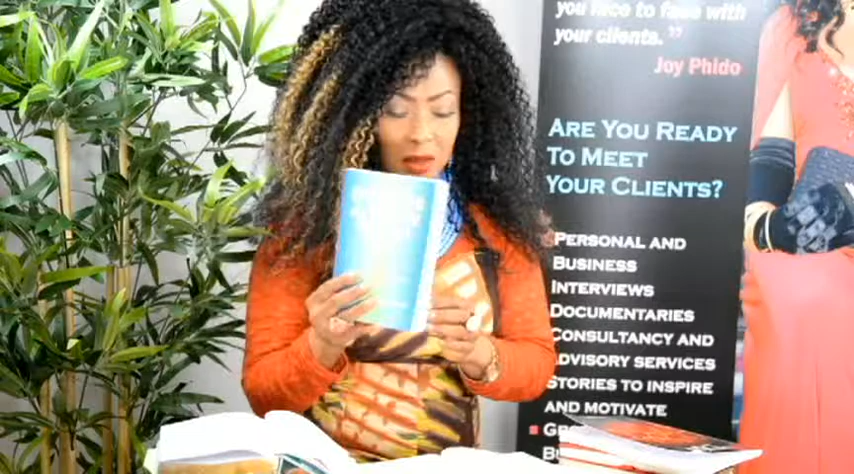 you face to face with
your clients.”
Joy Phido
ARE YOU READY
TO MEET
YOUR CLIENTS?
PERSONAL AND
BUSINESS
INTERVIEWS
DOCUMENTARIES
CONSULTANCY AND
ADVISORY SERVICES
STORIES TO INSPIRE
AND MOTIVATE